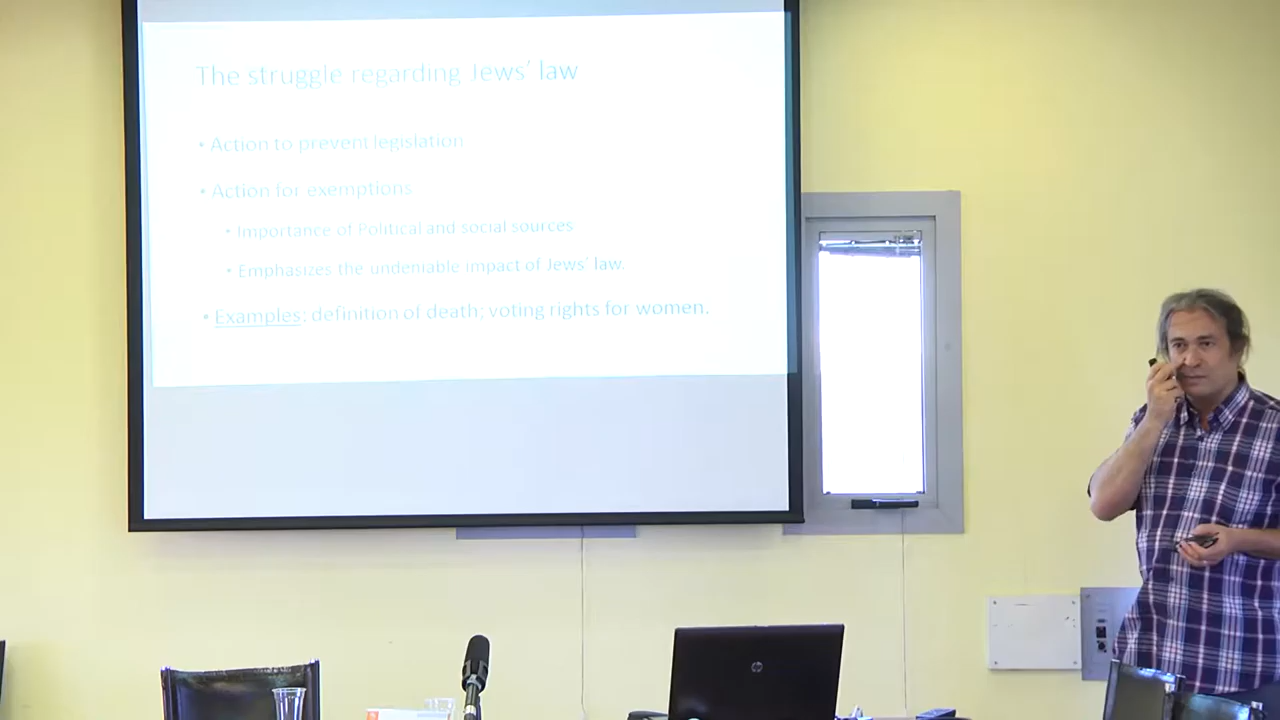 The struggle regarding Jews' law
• Action to prevent legislation
• Action for exemptions
• Importance of Political and social sources
• Emphasizes the undeniable impact of Jews' law.
• Examples: definition of death; voting rights for women.
hp